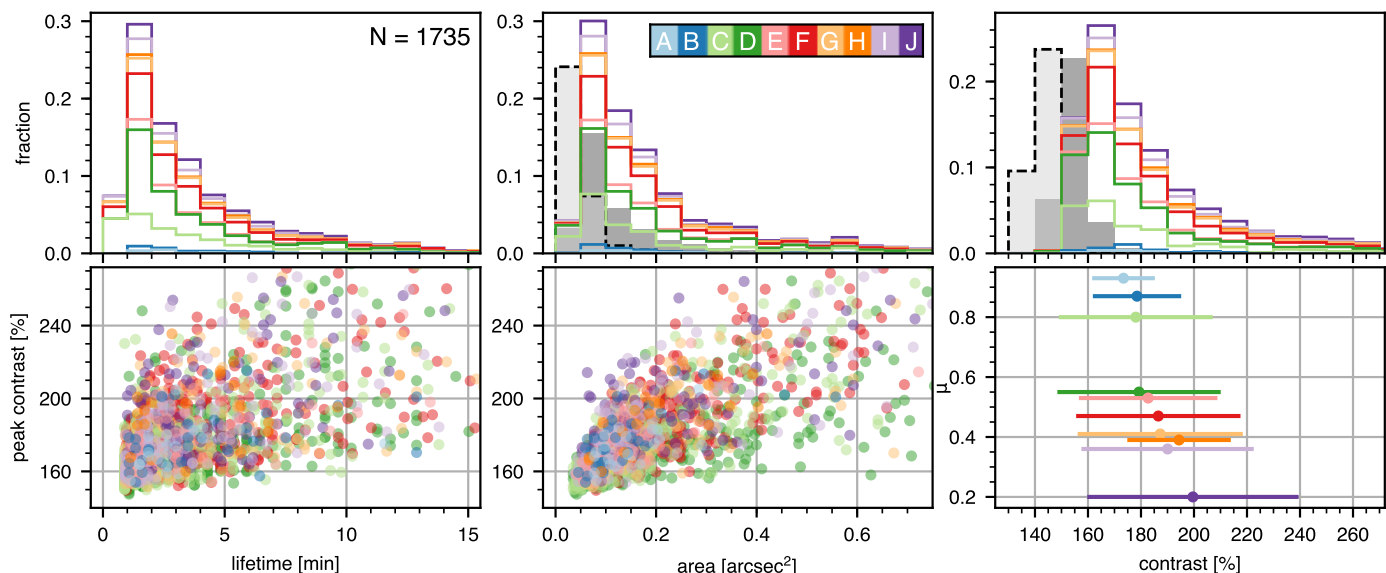 N = 1735
A B C D E F G H I J
fraction
0.3
0.2
0.1
0.0
0.3
0.2
0.1
0.0
0.2
0.1
0.0
peak contrast [%]
240
200
160
μ
0.8
0.6
0.4
0.2
0 5 10 15
0.0 0.2 0.4 0.6
140 160 180 200 220 240 260
lifetime [min]
area [arcsec²]
contrast [%]